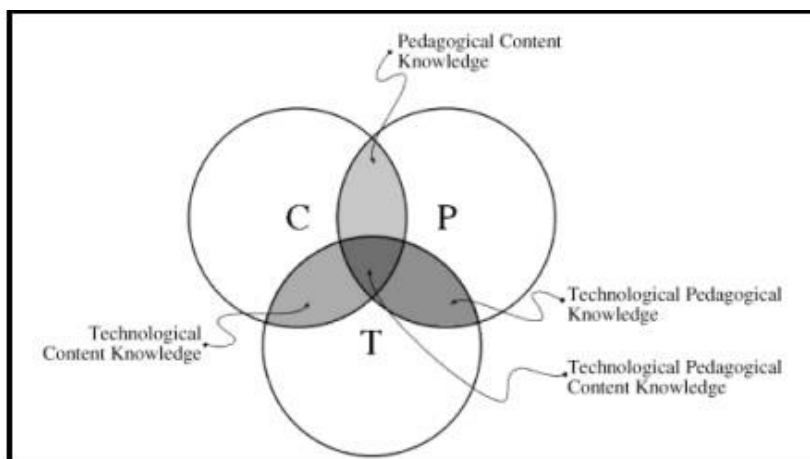 Pedagogical Content
Knowledge
C
P
Technological Pedagogical
Knowledge
Technological
Content Knowledge
T
Technological Pedagogical
Content Knowledge